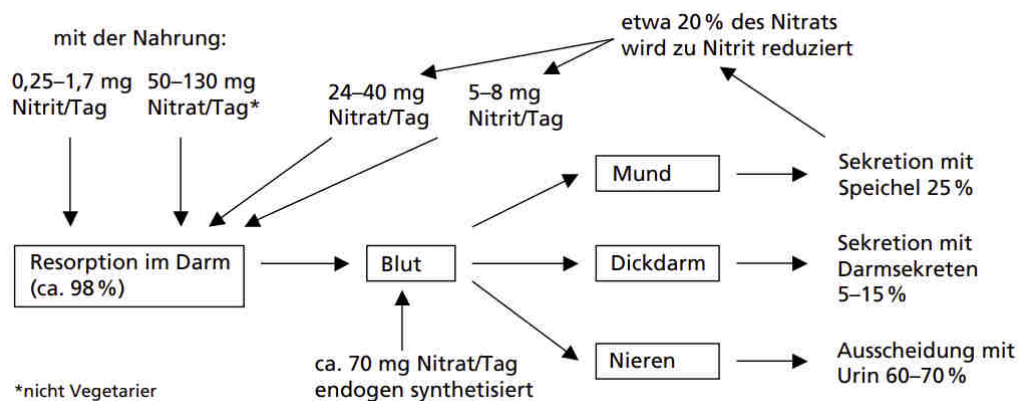 mit der Nahrung:
0,25–1,7 mg
Nitrit/Tag
50–130 mg
Nitrat/Tag*
24–40 mg
Nitrat/Tag
5–8 mg
Nitrit/Tag
etwa 20 % des Nitrats
wird zu Nitrit reduziert
Resorption im Darm
(ca. 98 %)
Blut
Mund
Dickdarm
Nieren
Sekretion mit
Speichel 25 %
Sekretion mit
Darmsekreten
5–15 %
Ausscheidung mit
Urin 60–70 %
ca. 70 mg Nitrat/Tag
endogen synthetisiert
*nicht Vegetarier